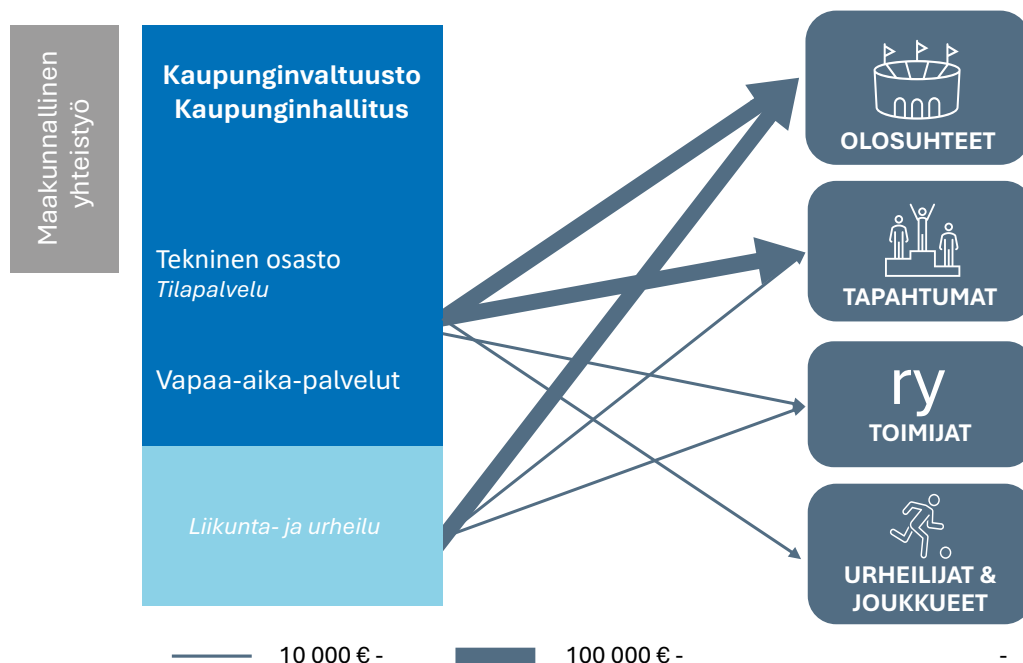 Maakunnallinen
yhteistyö
Kaupunginvaltuusto
Kaupunginhallitus
Tekninen osasto
Tilapalvelu
Vapaa-aika-palvelut
Liikunta- ja urheilu
OLOSUHTEET
TAPAHTUMAT
ry
TOIMIJAT
URHEILIJAT &
JOUKKUEET
10 000 € -
100 000 € -
-